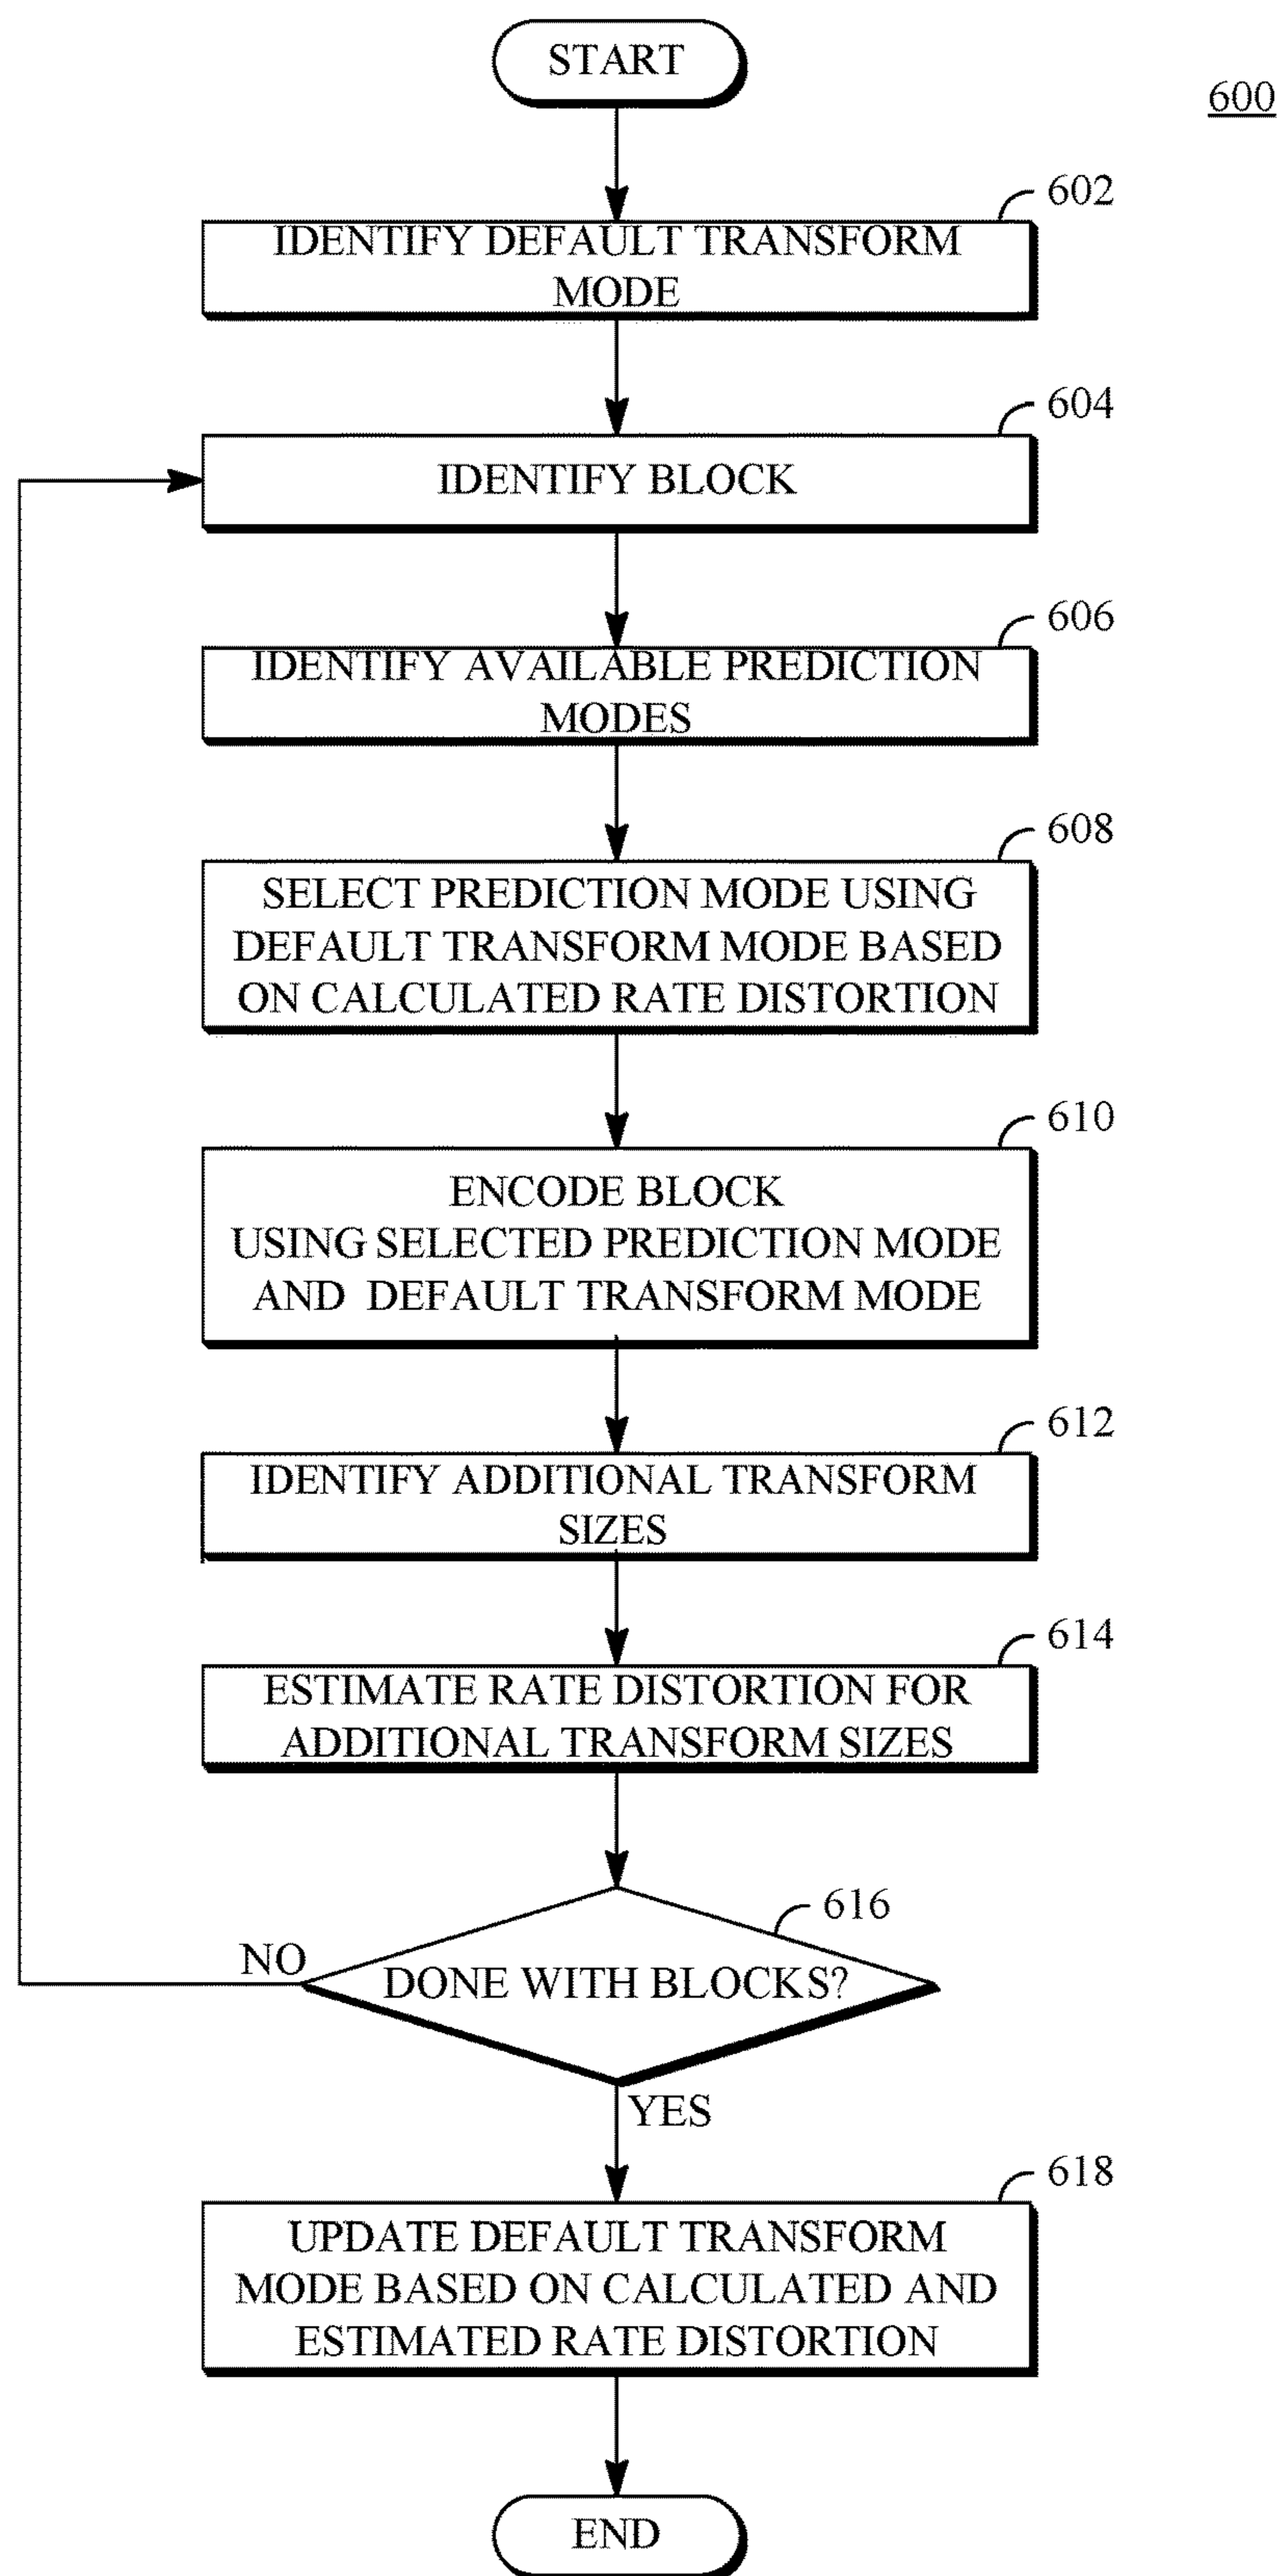 START
600
602
IDENTIFY DEFAULT TRANSFORM
MODE
604
IDENTIFY BLOCK
606
IDENTIFY AVAILABLE PREDICTION
MODES
608
SELECT PREDICTION MODE USING
DEFAULT TRANSFORM MODE BASED
ON CALCULATED RATE DISTORTION
610
ENCODE BLOCK
USING SELECTED PREDICTION MODE
AND DEFAULT TRANSFORM MODE
612
IDENTIFY ADDITIONAL TRANSFORM
SIZES
614
ESTIMATE RATE DISTORTION FOR
ADDITIONAL TRANSFORM SIZES
616
NO
DONE WITH BLOCKS?
YES
618
UPDATE DEFAULT TRANSFORM
MODE BASED ON CALCULATED AND
ESTIMATED RATE DISTORTION
END